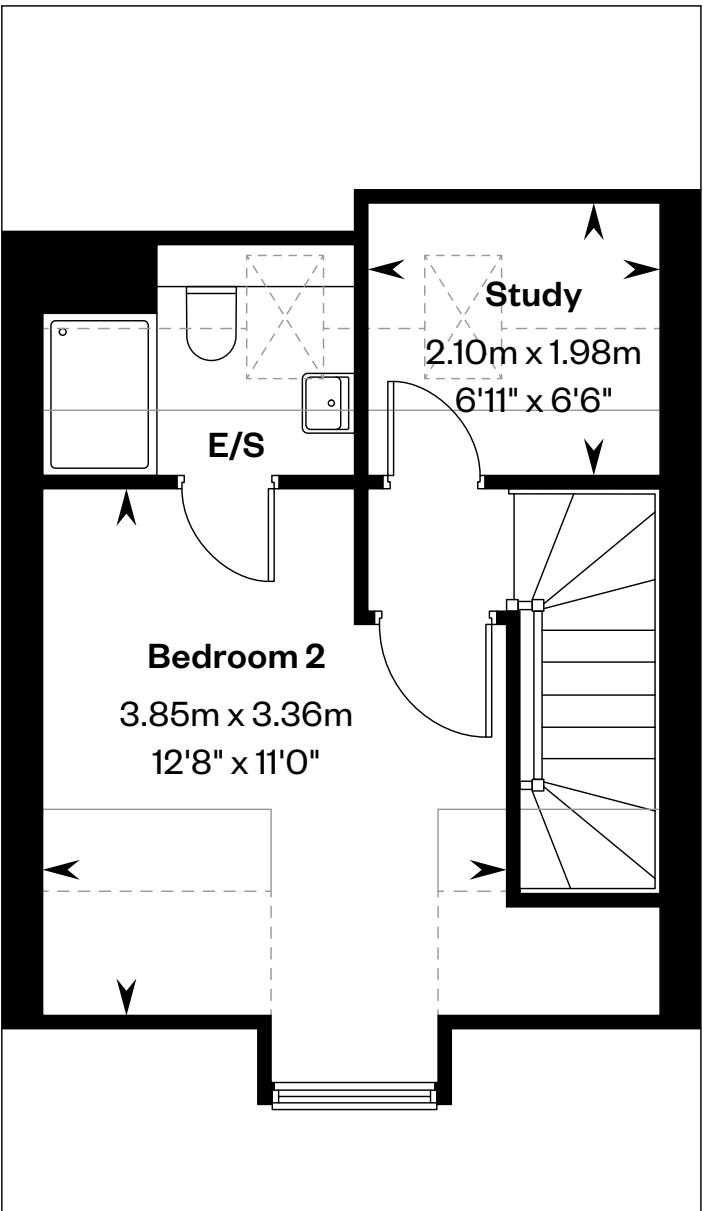 Study
2.10m x 1.98m
6'11" x 6'6"
E/S
Bedroom 2
3.85m x 3.36m
12'8" x 11'0"